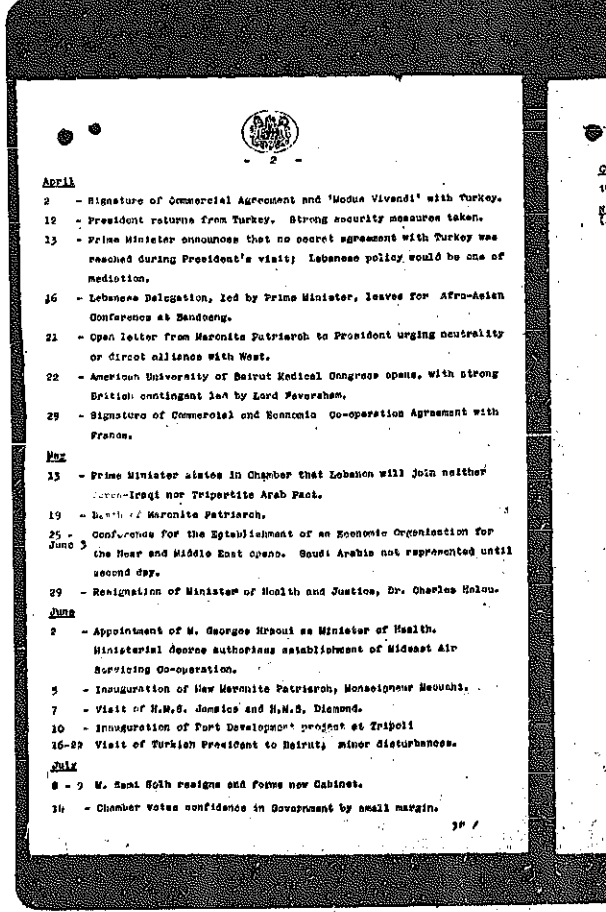 - 2 -
April
2 - Signature of Commercial Agreement and 'Modus Vivendi' with Turkey.
12 - President returns from Turkey. Strong security measures taken.
13 - Prime Minister announces that no secret agreement with Turkey was
reached during President's visit; Lebanese policy would be one of
mediation.
16 - Lebanese Delegation, led by Prime Minister, leaves for Afro-Asian
Conference at Bandoeng.
21 - Open letter from Maronite Patriarch to President urging neutrality
or direct alliance with West.
22 - American University of Beirut Medical Congress opens, with strong
British contingent led by Lord Feversham.
29 - Signature of Commercial and Economic Co-operation Agreement with
France.
May
13 - Prime Minister states in Chamber that Lebanon will join neither
-Iraqi nor Tripartite Arab Pact.
19 - Death of Maronite Patriarch.
25 - Conference for the Establishment of an Economic Organisation for
June 3 the Near and Middle East opens. Saudi Arabia not represented until
second day.
29 - Resignation of Minister of Health and Justice, Dr. Charles Helou.
June
2 - Appointment of M. Georges Hraoui as Minister of Health.
Ministerial decree authorises establishment of Mideast Air
Servicing Co-operation.
5 - Inauguration of New Maronite Patriarch, Monseigneur Meouchi.
7 - Visit of H.M.S. Jamaica and H.M.S. Diamond.
10 - Inauguration of Port Development project at Tripoli
16-22 Visit of Turkish President to Beirut; minor disturbances.
July
8 - 9 M. Sami Solh resigns and forms new Cabinet.
14 - Chamber votes confidence in Government by small margin.